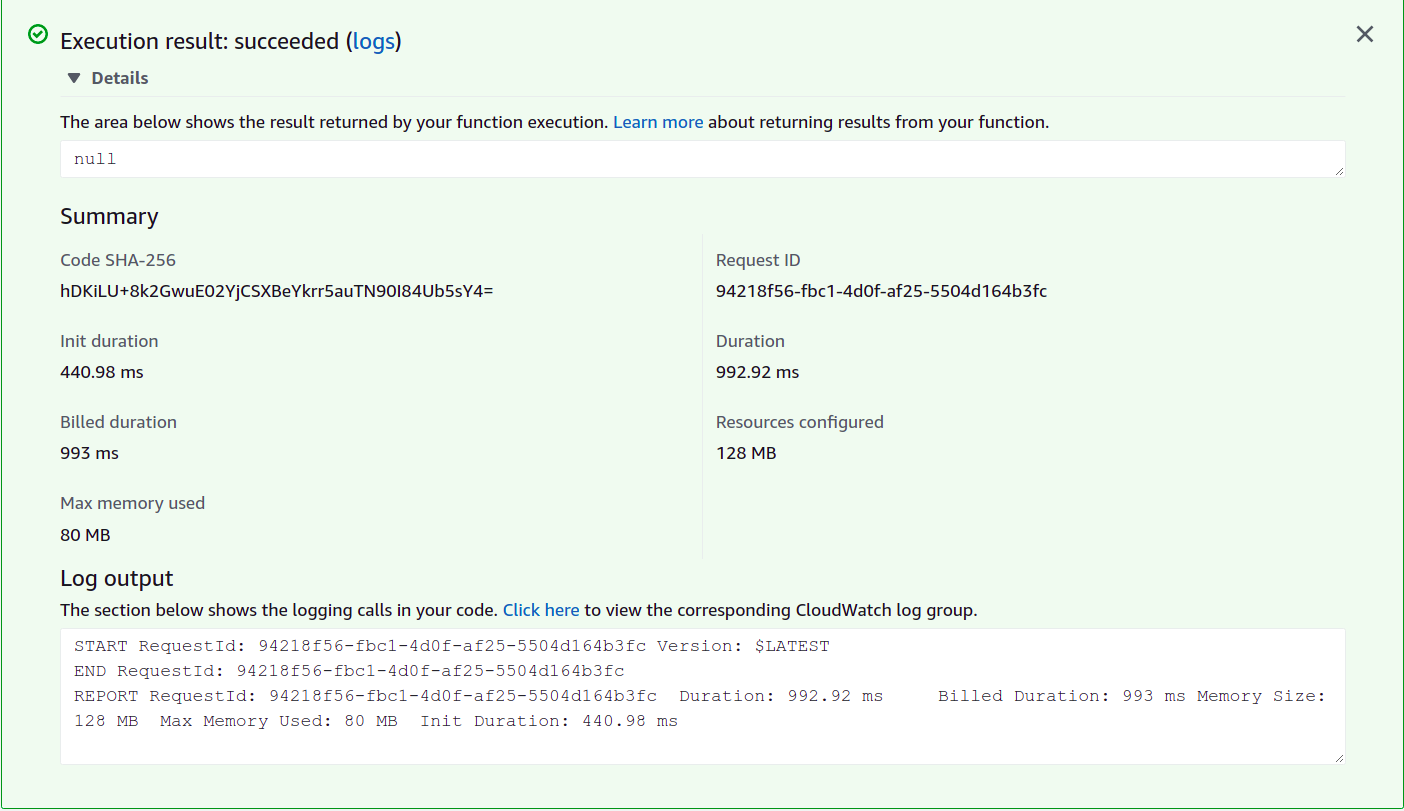 Execution result: succeeded (logs)
Details
The area below shows the result returned by your function execution. Learn more about returning results from your function.
null
Summary
Code SHA-256
hDKiLU+8k2GwuE02YjCSXBeYkrr5auTN90I84Ub5sY4=
Request ID
94218f56-fbc1-4d0f-af25-5504d164b3fc
Init duration
440.98 ms
Duration
992.92 ms
Billed duration
993 ms
Resources configured
128 MB
Max memory used
80 MB
Log output
The section below shows the logging calls in your code. Click here to view the corresponding CloudWatch log group.
START RequestId: 94218f56-fbc1-4d0f-af25-5504d164b3fc Version: $LATEST
END RequestId: 94218f56-fbc1-4d0f-af25-5504d164b3fc
REPORT RequestId: 94218f56-fbc1-4d0f-af25-5504d164b3fc  Duration: 992.92 ms     Billed Duration: 993 ms Memory Size:
128 MB  Max Memory Used: 80 MB  Init Duration: 440.98 ms